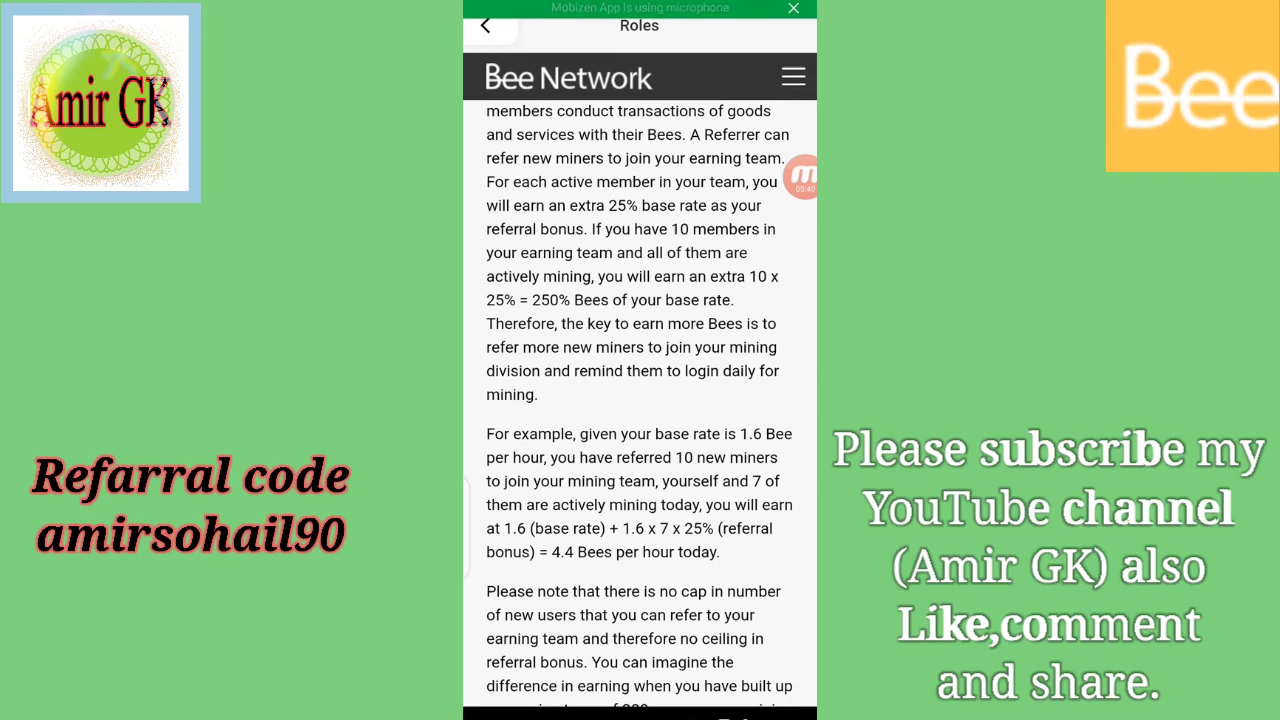 Mobizen App is using microphone
Roles
Bee Network
members conduct transactions of goods
and services with their Bees. A Referrer can
refer new miners to join your earning team.
For each active member in your team, you
will earn an extra 25% base rate as your
referral bonus. If you have 10 members in
your earning team and all of them are
actively mining, you will earn an extra 10 x
25% = 250% Bees of your base rate.
Therefore, the key to earn more Bees is to
refer more new miners to join your mining
division and remind them to login daily for
mining.
For example, given your base rate is 1.6 Bee
per hour, you have referred 10 new miners
to join your mining team, yourself and 7 of
them are actively mining today, you will earn
at 1.6 (base rate) + 1.6 x 7 x 25% (referral
bonus) = 4.4 Bees per hour today.
Please note that there is no cap in number
of new users that you can refer to your
earning team and therefore no ceiling in
referral bonus. You can imagine the
difference in earning when you have built up
Amir GK
Refarral code
amirsohail90
m
05:40
Bee
Please subscribe my
YouTube channel
(Amir GK) also
Like,comment
and share.